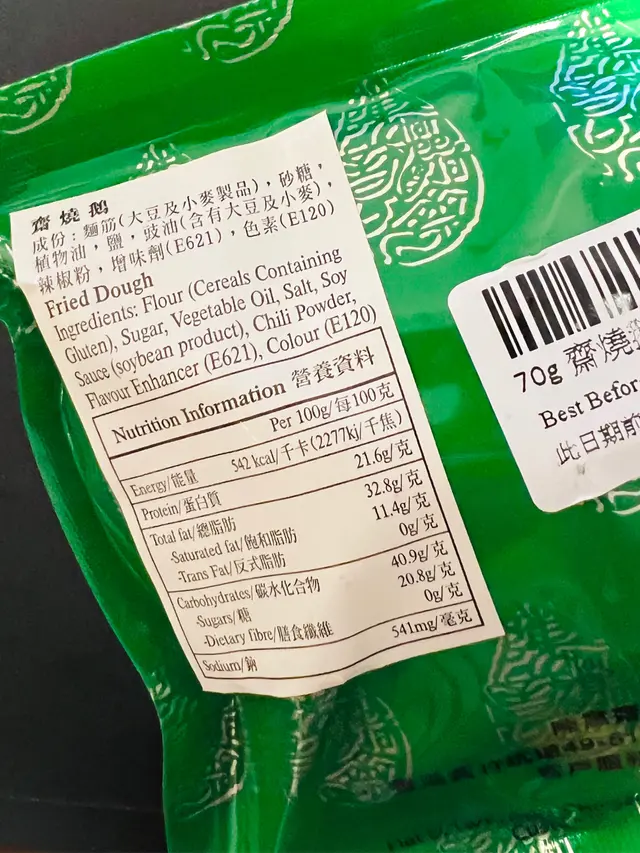 齋燒鵝
成份：麵筋(大豆及小麥製品)，砂糖，
植物油，鹽，豉油(含有大豆及小麥)，
辣椒粉，增味劑(E621)，色素(E120)
Fried Dough
Ingredients: Flour (Cereals Containing
Gluten), Sugar, Vegetable Oil, Salt, Soy
Sauce (soybean product), Chili Powder,
Flavour Enhancer (E621), Colour (E120)
Nutrition Information 營養資料
Per 100g/每100克
Energy/能量 542 kcal/千卡(2277kj/千焦)
Protein/蛋白質 21.6g/克
Total fat/總脂肪 32.8g/克
-Saturated fat/飽和脂肪 11.4g/克
-Trans Fat/反式脂肪 0g/克
Carbohydrates/碳水化合物 40.9g/克
Sugars/糖 20.8g/克
-Dietary fibre/膳食纖維 0g/克
Sodium/鈉 541mg/毫克
70g 齋燒
Best Befor
此日期前